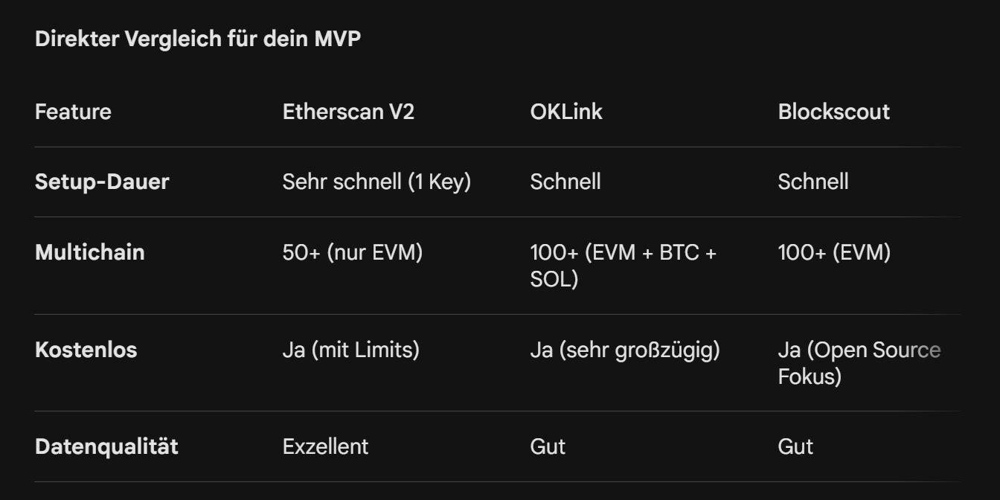 Direkter Vergleich für dein MVP
Feature Etherscan V2 OKLink Blockscout
Setup-Dauer Sehr schnell (1 Key) Schnell Schnell
Multichain 50+ (nur EVM) 100+ (EVM + BTC + SOL) 100+ (EVM)
Kostenlos Ja (mit Limits) Ja (sehr großzügig) Ja (Open Source Fokus)
Datenqualität Exzellent Gut Gut